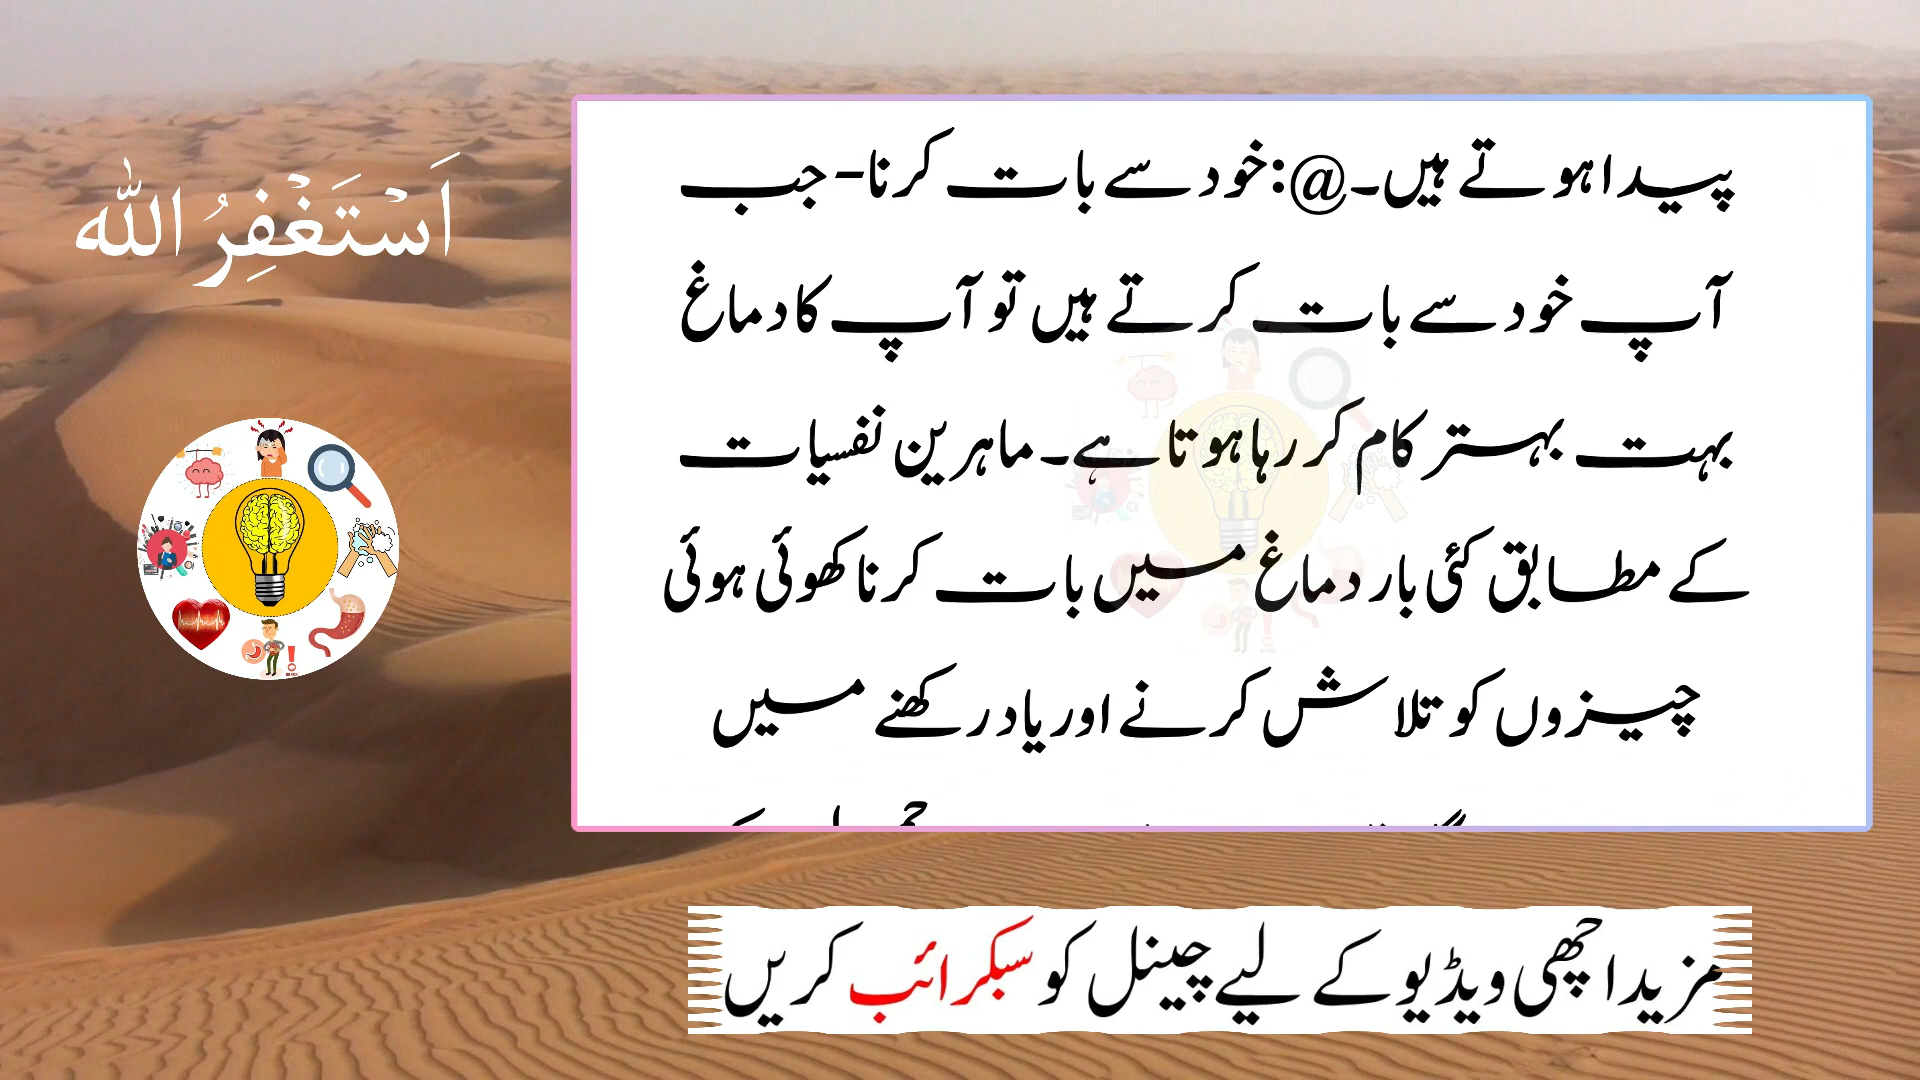 اَسْتَغْفِرُ اللہ
پیدا ہوتے ہیں۔@:خود سے بات کرنا-جب
آپ خود سے بات کرتے ہیں تو آپ کا دماغ
بہت بہتر کام کر رہا ہوتا ہے۔ ماہرین نفسیات
کے مطابق کئی بار دماغ میں بات کرنا کھوئی ہوئی
چیزوں کو تلاش کرنے اور یاد رکھنے میں
مزید اچھی ویڈیو کے لیے چینل کو سبکرائب کریں